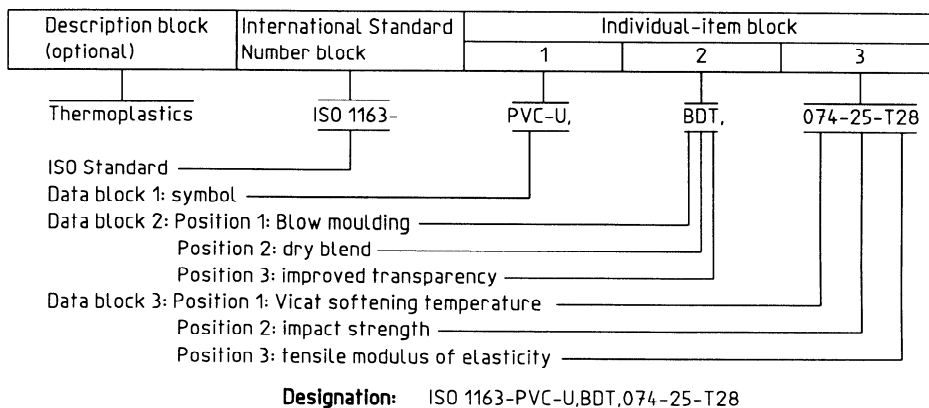 Description block (optional)
International Standard Number block
Individual-item block
1 2 3
Thermoplastics ISO 1163- PVC-U, BDT, 074-25-T28
ISO Standard
Data block 1: symbol
Data block 2: Position 1: Blow moulding
Position 2: dry blend
Position 3: improved transparency
Data block 3: Position 1: Vicat softening temperature
Position 2: impact strength
Position 3: tensile modulus of elasticity
Designation: ISO 1163-PVC-U,BDT,074-25-T28